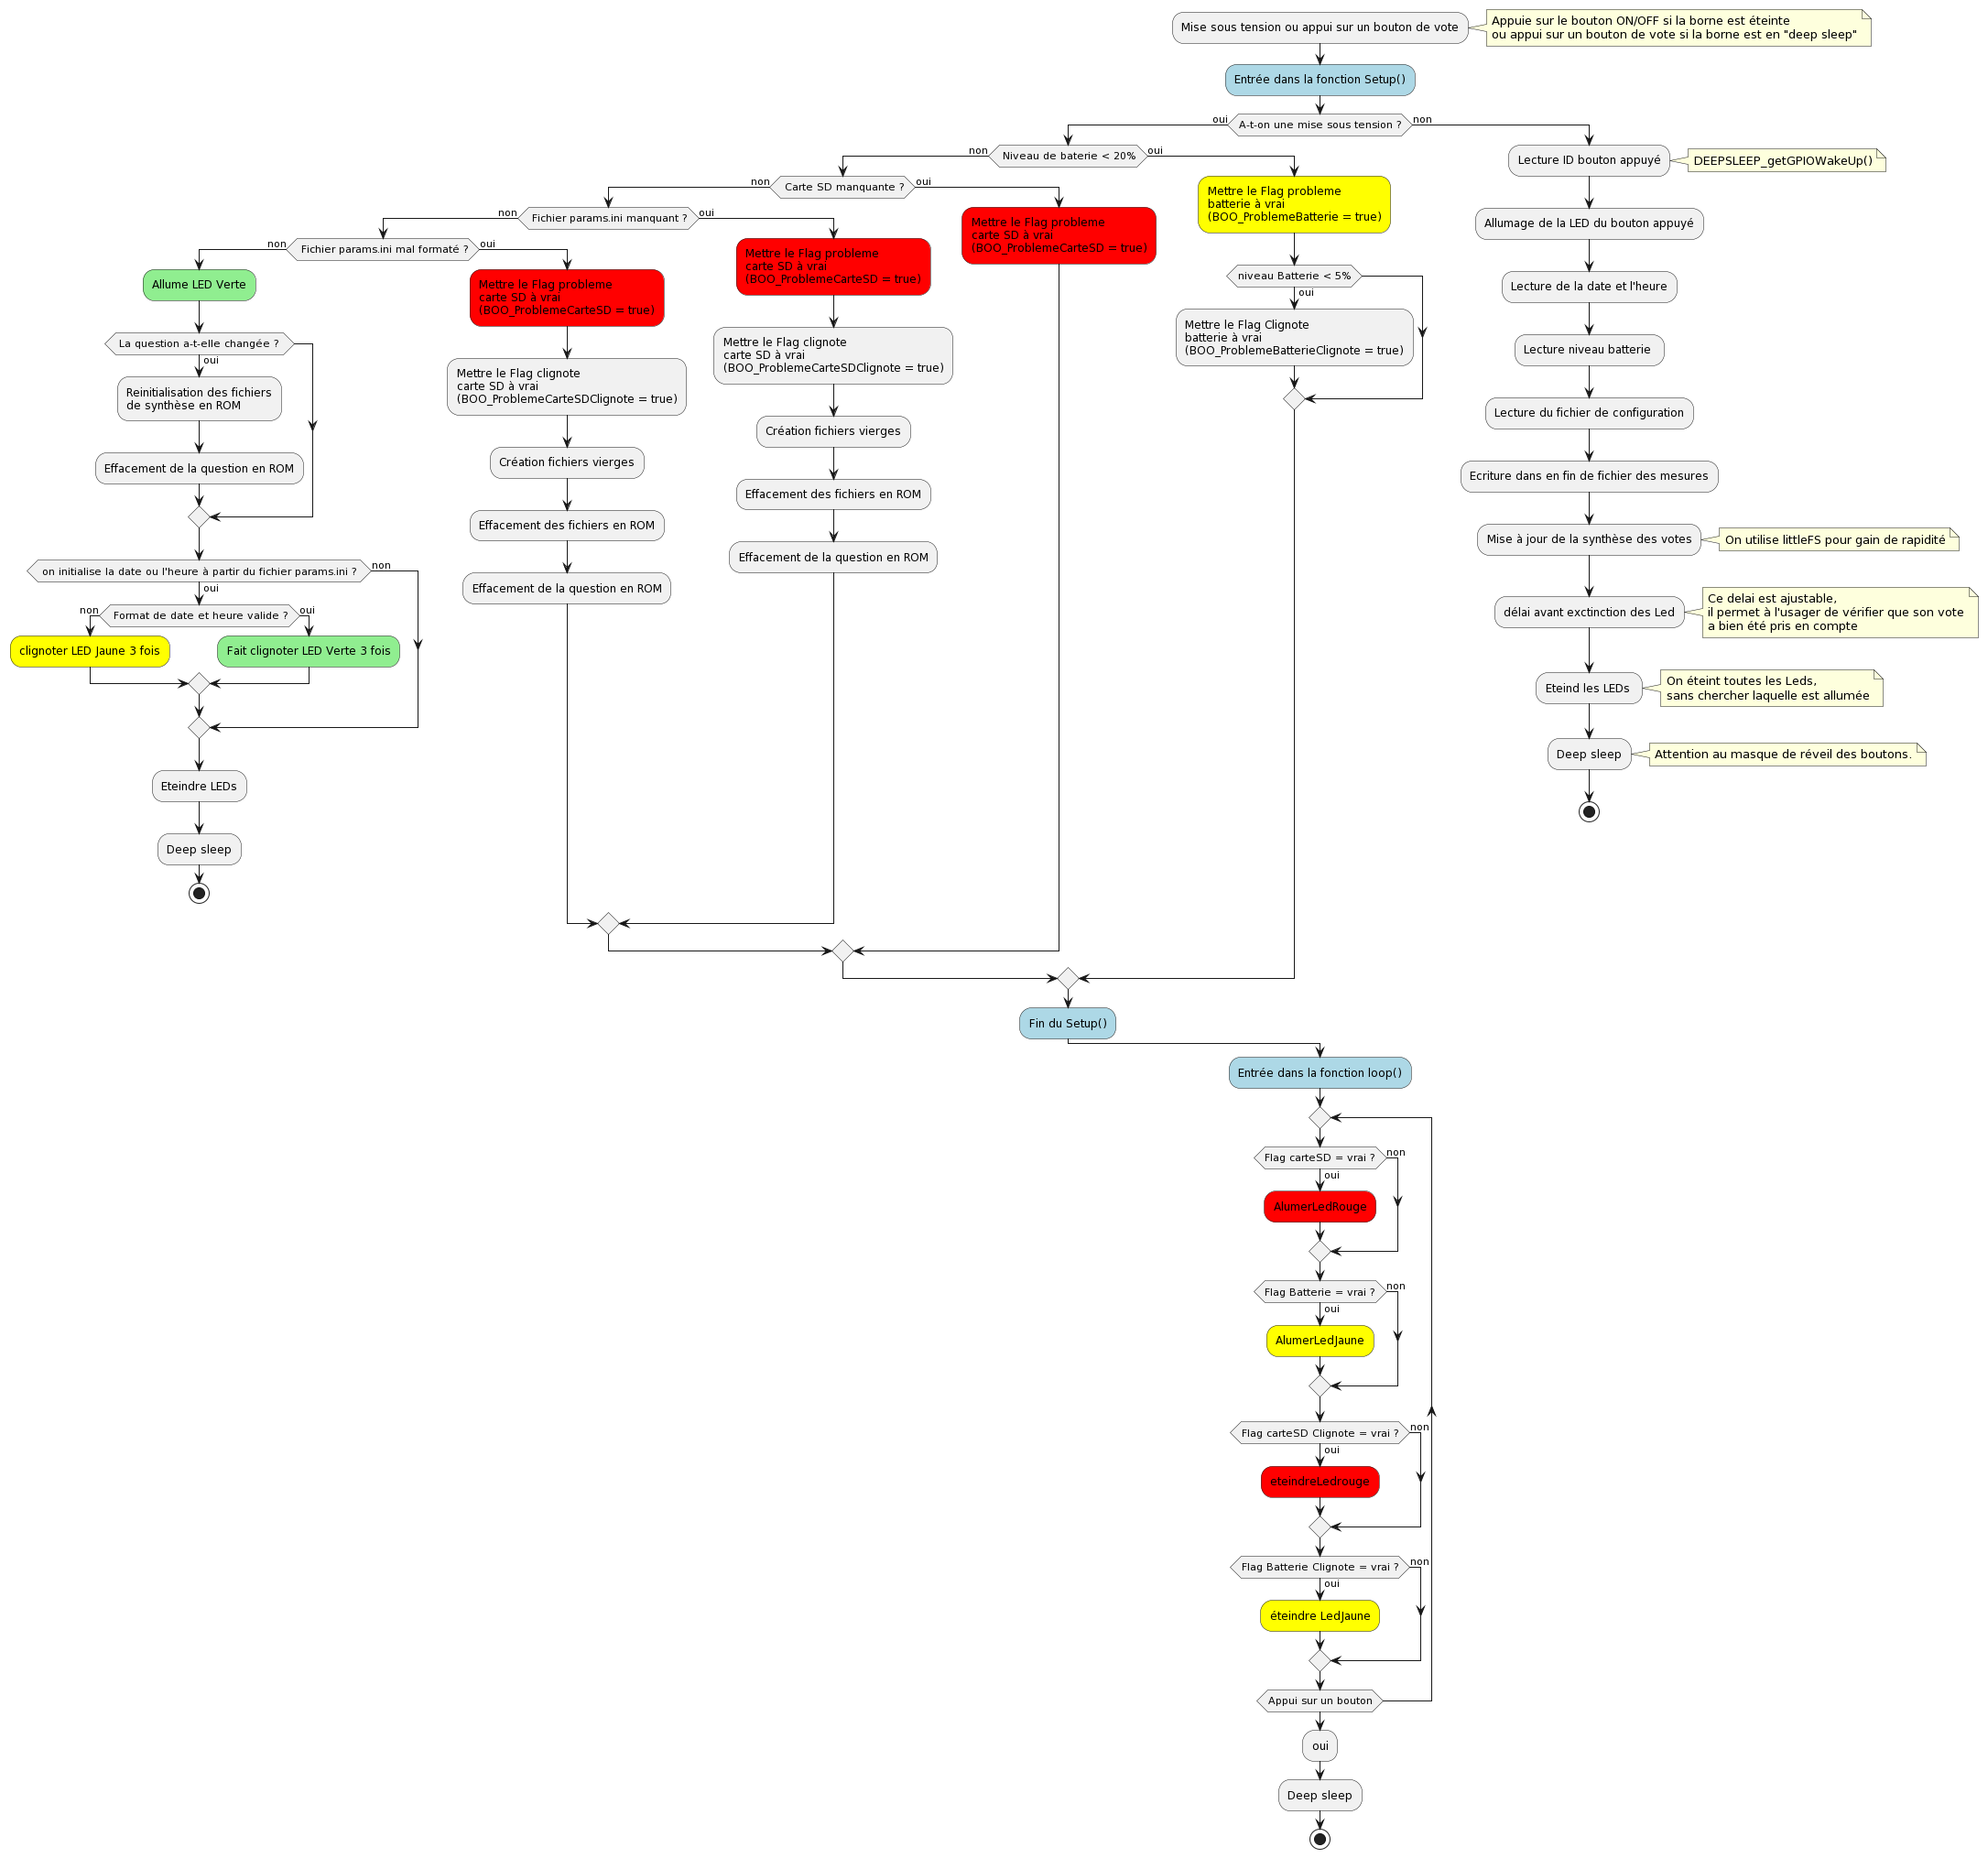 Mise sous tension ou appui sur un bouton de vote
Appuie sur le bouton ON/OFF si la borne est éteinte
ou appui sur un bouton de vote si la borne est en "deep sleep"
Entrée dans la fonction Setup()
A-t-on une mise sous tension ?
oui
non
Niveau de baterie < 20%
non
oui
Carte SD manquante ?
non
oui
Fichier params.ini manquant ?
non
oui
Fichier params.ini mal formaté ?
non
oui
Allume LED Verte
La question a-t-elle changée ?
oui
Reinitialisation des fichiers
de synthèse en ROM
Effacement de la question en ROM
on initialise la date ou l'heure à partir du fichier params.ini ?
non
oui
Format de date et heure valide ?
non
oui
clignoter LED Jaune 3 fois
Fait clignoter LED Verte 3 fois
Eteindre LEDs
Deep sleep
Mettre le Flag probleme
carte SD à vrai
(BOO_ProblemeCarteSD = true)
Mettre le Flag clignote
carte SD à vrai
(BOO_ProblemeCarteSDClignote = true)
Création fichiers vierges
Effacement des fichiers en ROM
Effacement de la question en ROM
Mettre le Flag probleme
carte SD à vrai
(BOO_ProblemeCarteSD = true)
Mettre le Flag clignote
carte SD à vrai
(BOO_ProblemeCarteSDClignote = true)
Création fichiers vierges
Effacement des fichiers en ROM
Effacement de la question en ROM
Mettre le Flag probleme
carte SD à vrai
(BOO_ProblemeCarteSD = true)
Mettre le Flag probleme
batterie à vrai
(BOO_ProblemeBatterie = true)
niveau Batterie < 5%
oui
Mettre le Flag Clignote
batterie à vrai
(BOO_ProblemeBatterieClignote = true)
Lecture ID bouton appuyé
DEEPSLEEP_getGPIOWakeUp()
Allumage de la LED du bouton appuyé
Lecture de la date et l'heure
Lecture niveau batterie
Lecture du fichier de configuration
Ecriture dans en fin de fichier des mesures
Mise à jour de la synthèse des votes
On utilise littleFS pour gain de rapidité
délai avant exctinction des Led
Ce delai est ajustable,
il permet à l'usager de vérifier que son vote
a bien été pris en compte
Eteind les LEDs
On éteint toutes les Leds,
sans chercher laquelle est allumée
Deep sleep
Attention au masque de réveil des boutons.
Fin du Setup()
Entrée dans la fonction loop()
Flag carteSD = vrai ?
non
oui
AlumerLedRouge
Flag Batterie = vrai ?
non
oui
AlumerLedJaune
Flag carteSD Clignote = vrai ?
non
oui
eteindreLedrouge
Flag Batterie Clignote = vrai ?
non
oui
éteindre LedJaune
Appui sur un bouton
oui
Deep sleep